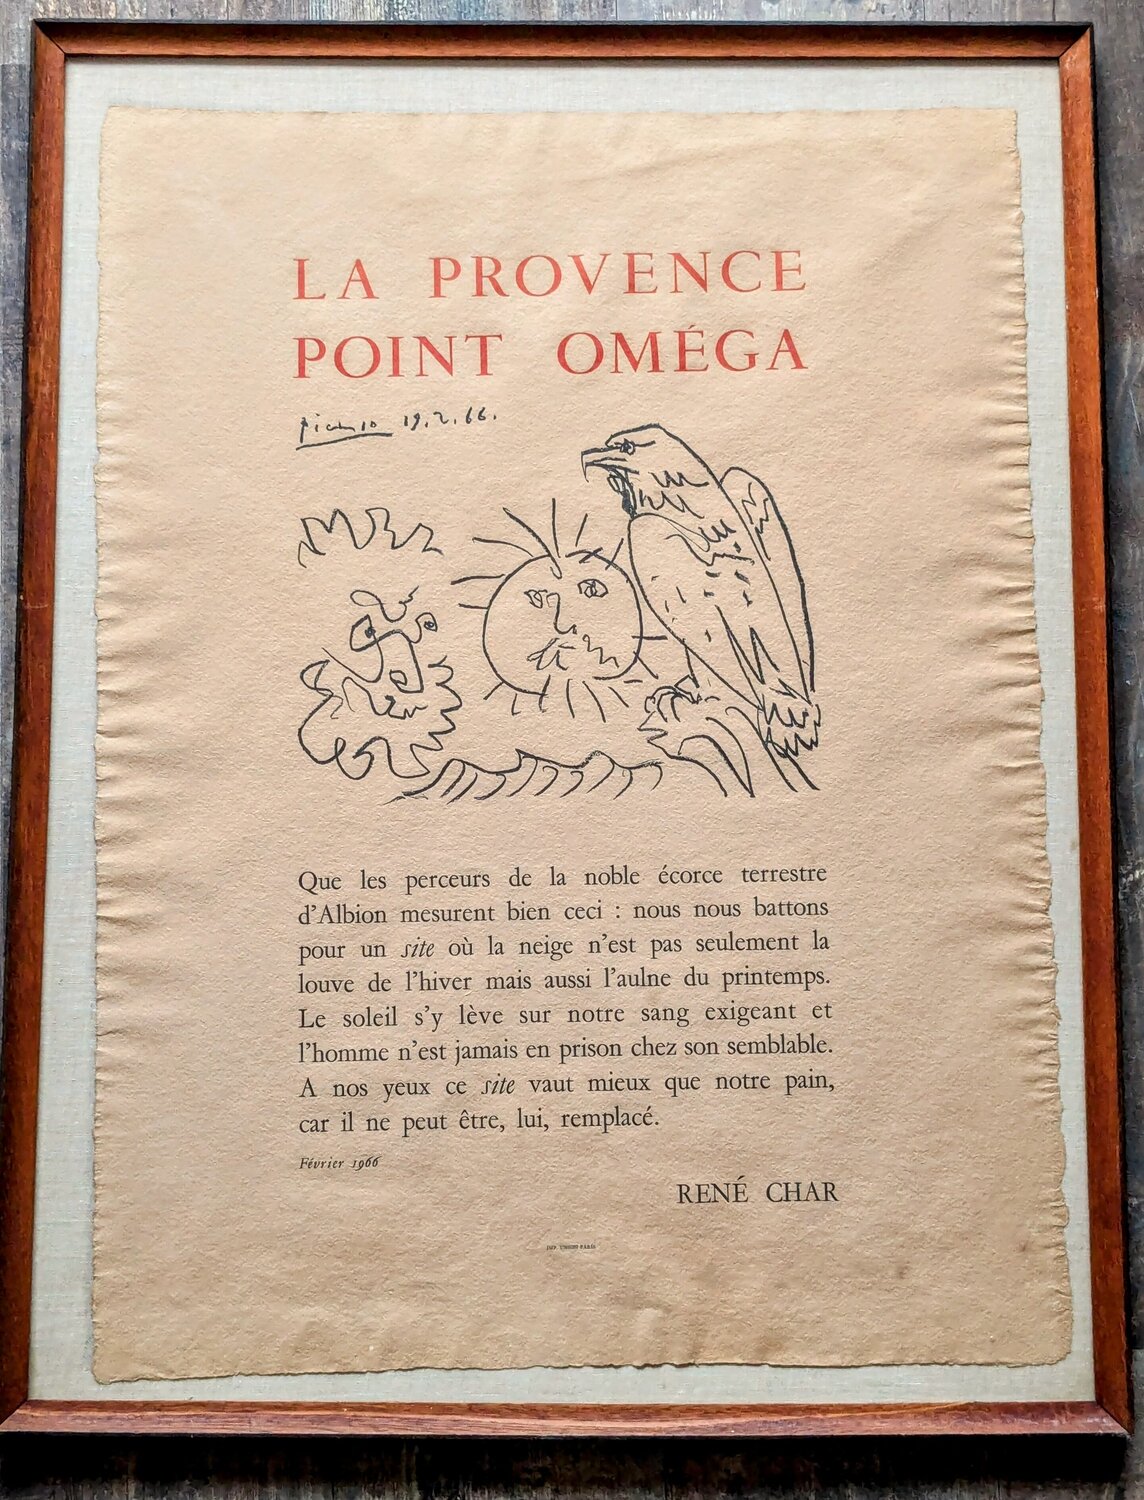 LA PROVENCE
POINT OMÉGA
Picasso 19.2.66.
Que les perceurs de la noble écorce terrestre
d'Albion mesurent bien ceci : nous nous battons
pour un site où la neige n'est pas seulement la
louve de l'hiver mais aussi l'aulne du printemps.
Le soleil s'y lève sur notre sang exigeant et
l'homme n'est jamais en prison chez son semblable.
A nos yeux ce site vaut mieux que notre pain,
car il ne peut être, lui, remplacé.
Février 1966
RENÉ CHAR
IMP. UNION PARIS